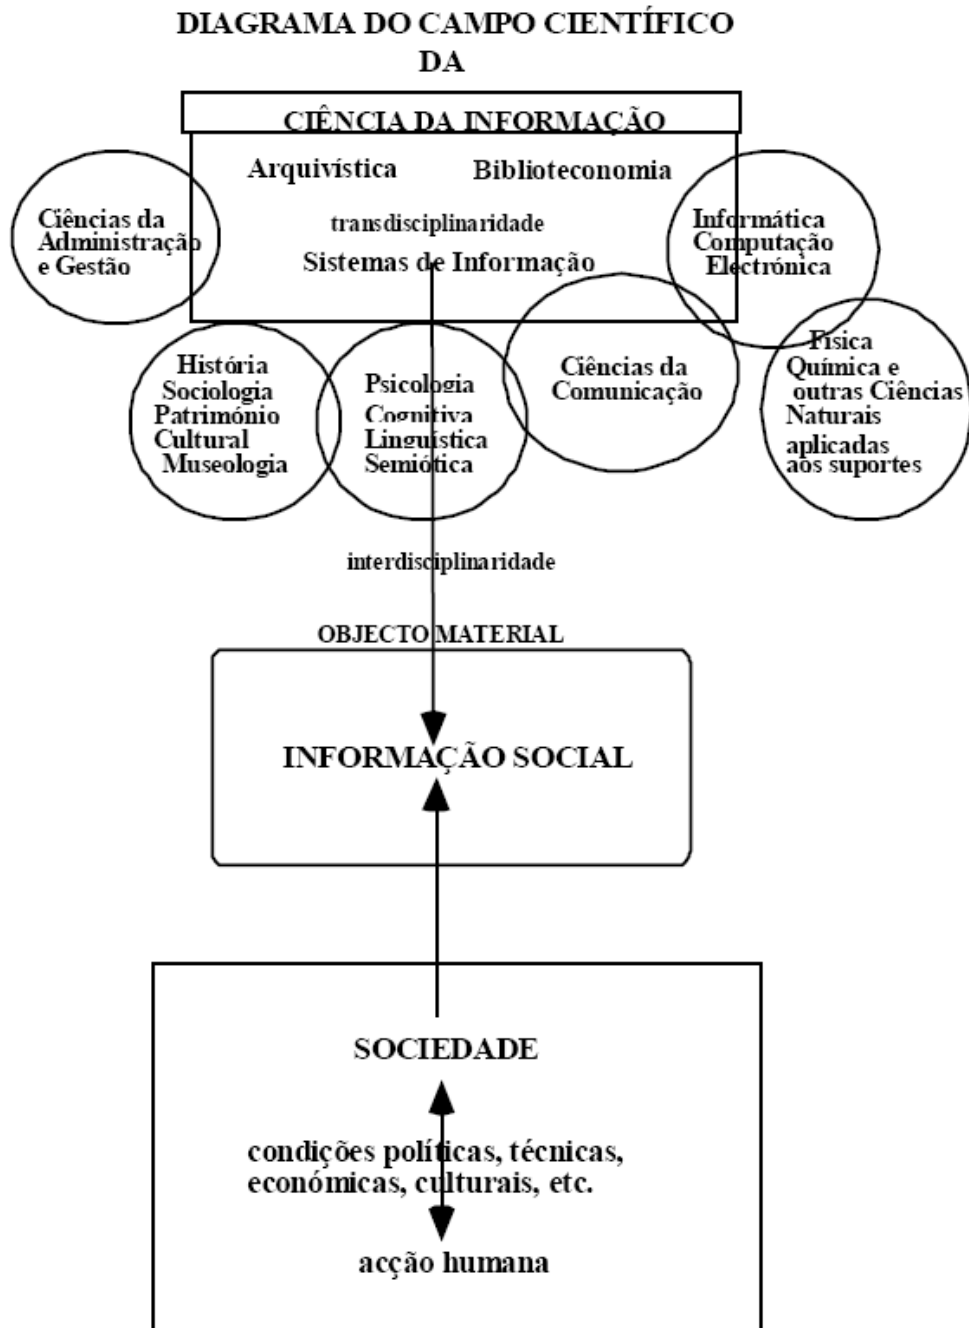 DIAGRAMA DO CAMPO CIENTÍFICO
DA
CIÊNCIA DA INFORMAÇÃO
Arquivística
Biblioteconomia
transdisciplinaridade
Sistemas de Informação
Ciências da
Administração
e Gestão
Informática
Computação
Electrónica
História
Sociologia
Património
Cultural
Museologia
Psicologia
Cognitiva
Linguística
Semiótica
Ciências da
Comunicação
Física
Química e
outras Ciências
Naturais
aplicadas
aos suportes
interdisciplinaridade
OBJECTO MATERIAL
INFORMAÇÃO SOCIAL
SOCIEDADE
condições políticas, técnicas,
económicas, culturais, etc.
acção humana